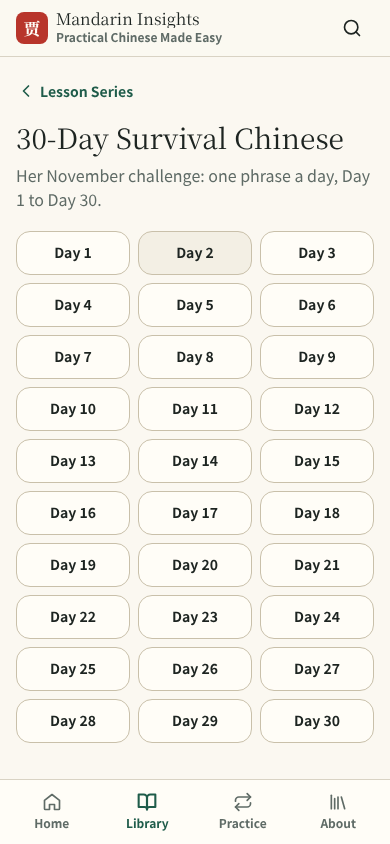 贾
Mandarin Insights
Practical Chinese Made Easy
Lesson Series
30-Day Survival Chinese
Her November challenge: one phrase a day, Day
1 to Day 30.
Day 1
Day 2
Day 3
Day 4
Day 5
Day 6
Day 7
Day 8
Day 9
Day 10
Day 11
Day 12
Day 13
Day 14
Day 15
Day 16
Day 17
Day 18
Day 19
Day 20
Day 21
Day 22
Day 23
Day 24
Day 25
Day 26
Day 27
Day 28
Day 29
Day 30
Home
Library
Practice
About